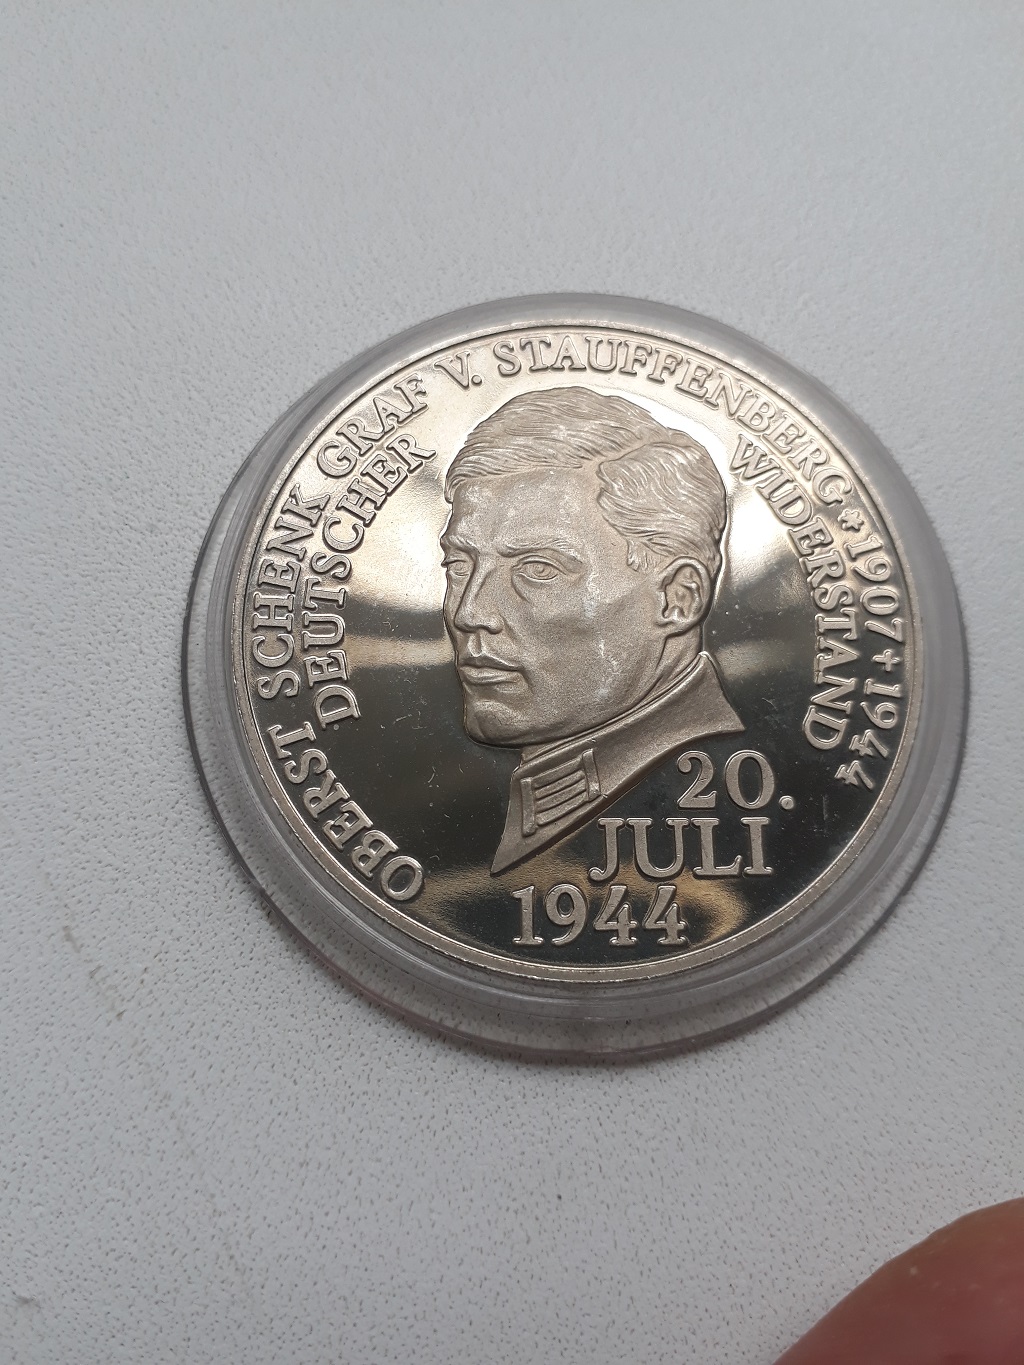 OBERST SCHENK GRAF V. STAUFFENBERG * 1907 + 1944
DEUTSCHER WIDERSTAND
20.
JULI
1944